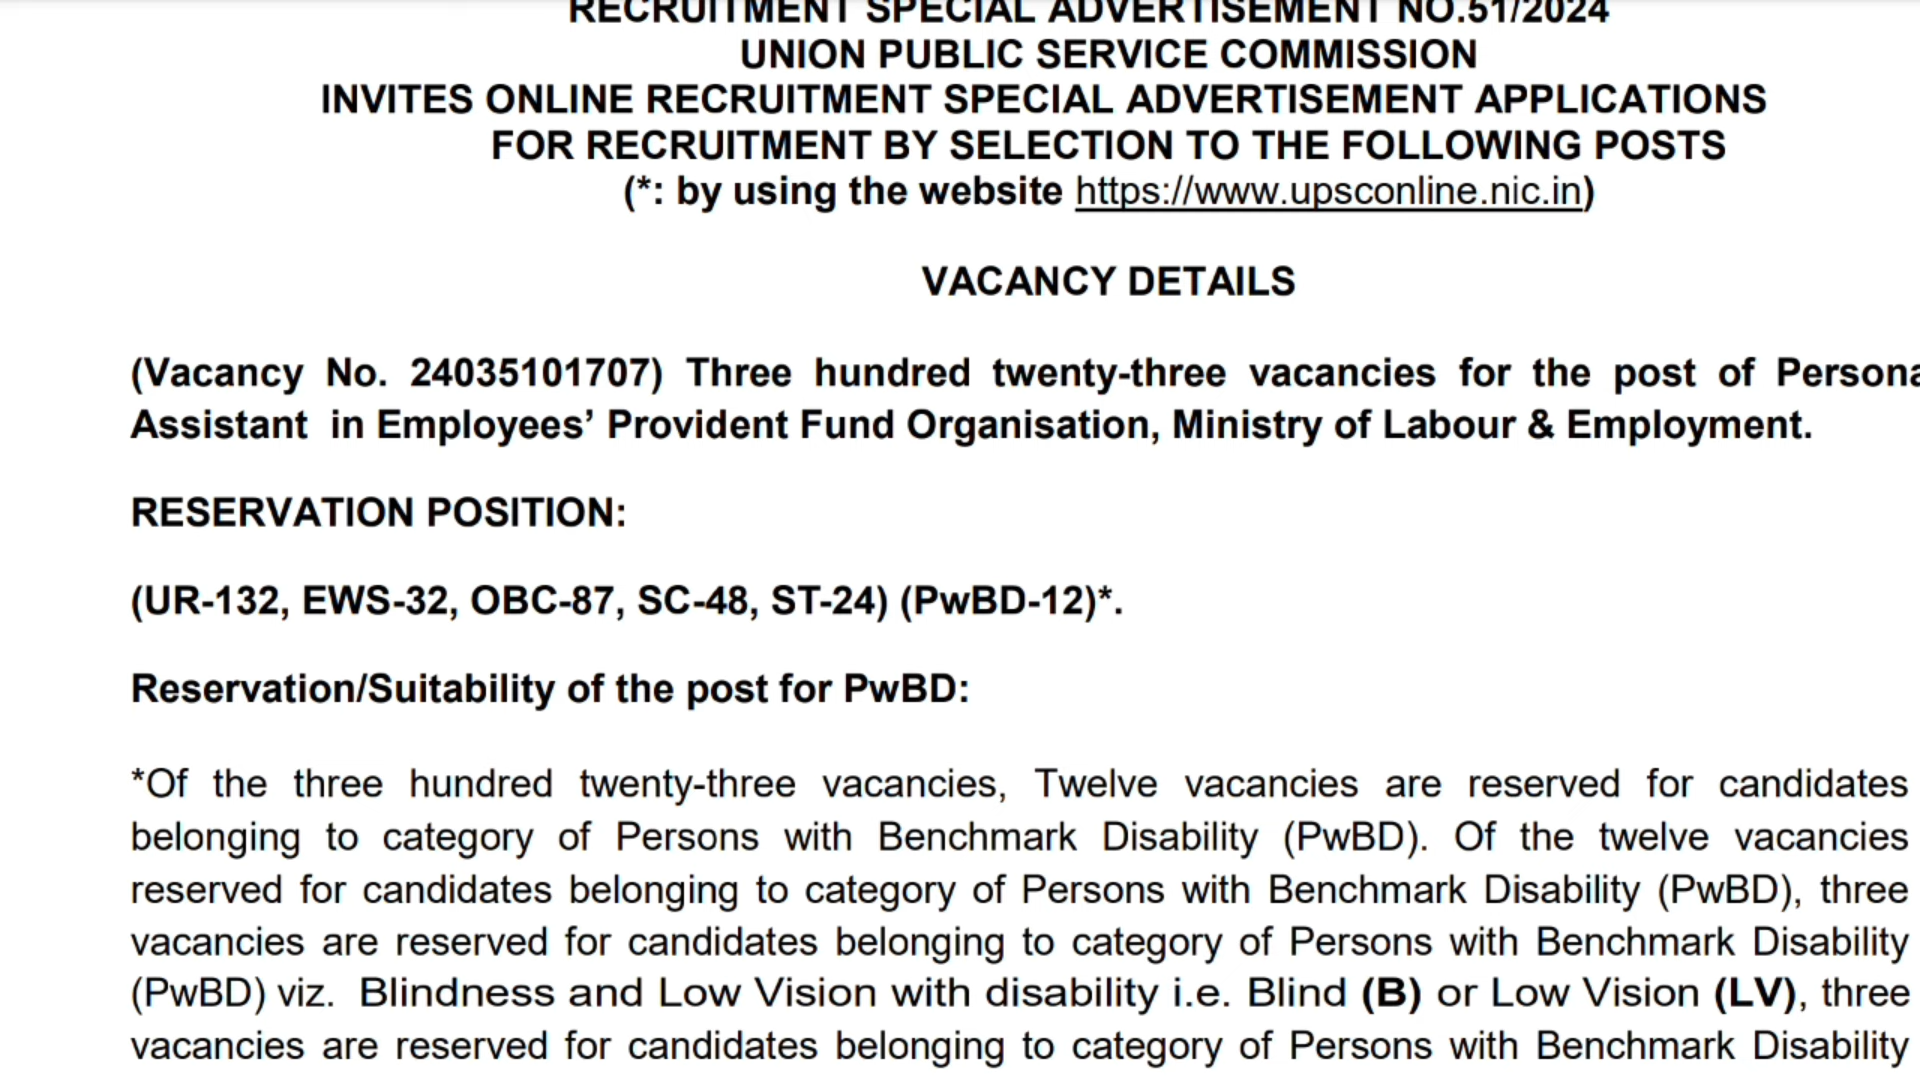 RECRUITMENT SPECIAL ADVERTISEMENT NO.51/2024
UNION PUBLIC SERVICE COMMISSION
INVITES ONLINE RECRUITMENT SPECIAL ADVERTISEMENT APPLICATIONS
FOR RECRUITMENT BY SELECTION TO THE FOLLOWING POSTS
(*: by using the website https://www.upsconline.nic.in)
VACANCY DETAILS
(Vacancy No. 24035101707) Three hundred twenty-three vacancies for the post of Persona
Assistant in Employees’ Provident Fund Organisation, Ministry of Labour & Employment.
RESERVATION POSITION:
(UR-132, EWS-32, OBC-87, SC-48, ST-24) (PwBD-12)*.
Reservation/Suitability of the post for PwBD:
*Of the three hundred twenty-three vacancies, Twelve vacancies are reserved for candidates
belonging to category of Persons with Benchmark Disability (PwBD). Of the twelve vacancies
reserved for candidates belonging to category of Persons with Benchmark Disability (PwBD), three
vacancies are reserved for candidates belonging to category of Persons with Benchmark Disability
(PwBD) viz. Blindness and Low Vision with disability i.e. Blind (B) or Low Vision (LV), three
vacancies are reserved for candidates belonging to category of Persons with Benchmark Disability